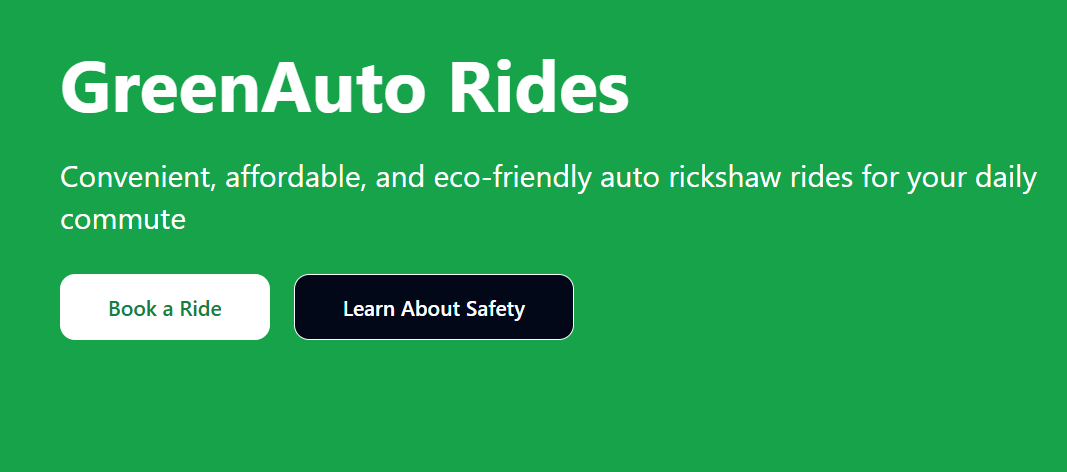 GreenAuto Rides
Convenient, affordable, and eco-friendly auto rickshaw rides for your daily
commute
Book a Ride
Learn About Safety